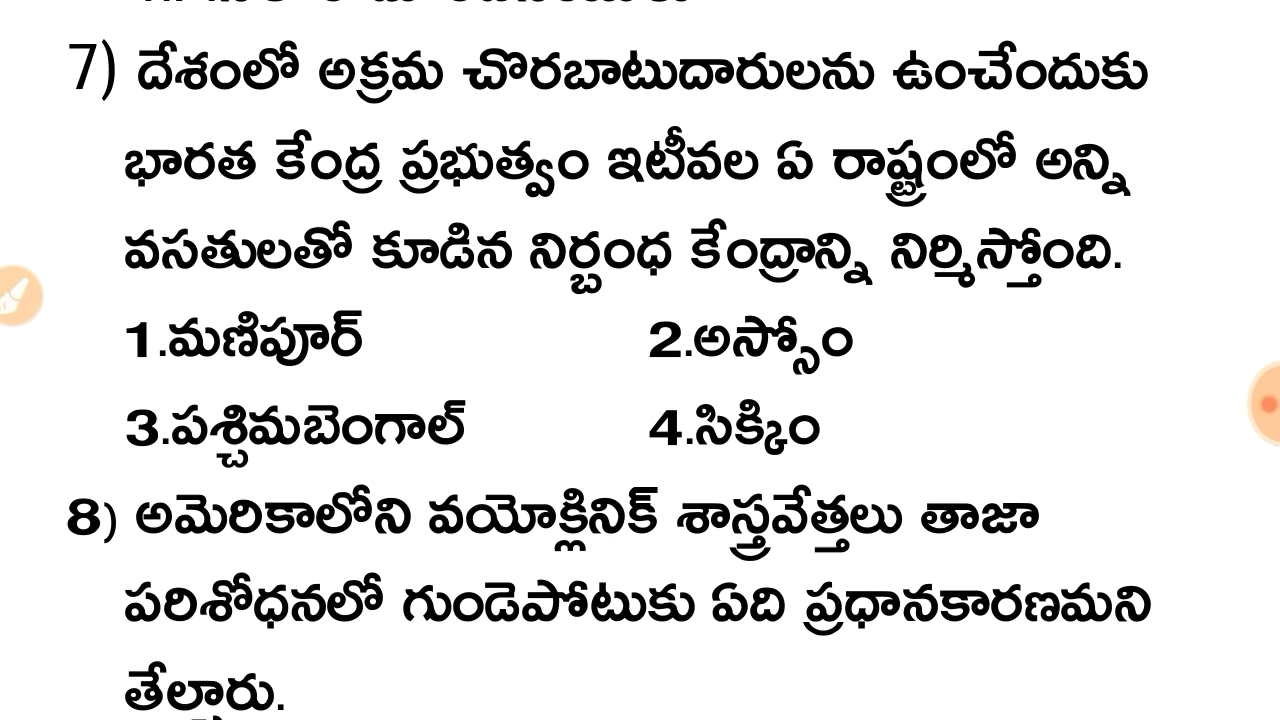 7) దేశంలో అక్రమ చొరబాటుదారులను ఉంచేందుకు
భారత కేంద్ర ప్రభుత్వం ఇటీవల ఏ రాష్ట్రంలో అన్ని
వసతులతో కూడిన నిర్బంధ కేంద్రాన్ని నిర్మిస్తోంది.
1.మణిపూర్ 2.అస్సోం
3.పశ్చిమబెంగాల్ 4.సిక్కిం
8) అమెరికాలోని వయోక్లినిక్ శాస్త్రవేత్తలు తాజా
పరిశోధనలో గుండెపోటుకు ఏది ప్రధానకారణమని
తేల్చారు.